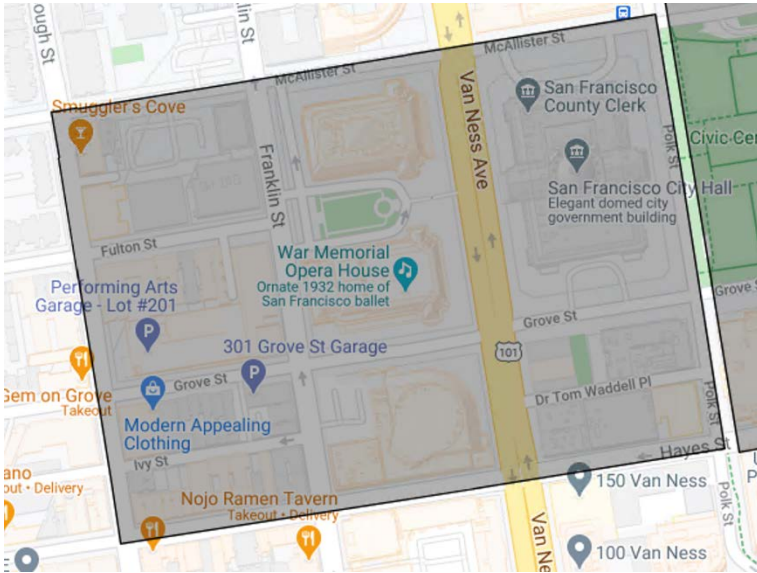 ough St
lin St
McAllister St
McAllister St
Smuggler's Cove
Van Ness Ave
San Francisco
County Clerk
Polk St
Civic Cen
Franklin St
San Francisco City Hall
Elegant domed city
government building
Fulton St
War Memorial
Opera House
Ornate 1932 home of
San Francisco ballet
Performing Arts
Garage - Lot #201
P
Grove S
Grove St
301 Grove St Garage
P
101
Gem on Grove
Takeout
Grove St
Dr Tom Waddell Pl
Polk St
Modern Appealing
Clothing
Ivy St
Hayes St
ano
out • Delivery
Nojo Ramen Tavern
Takeout • Delivery
150 Van Ness
Polk St
P
Van Ne
100 Van Ness
E